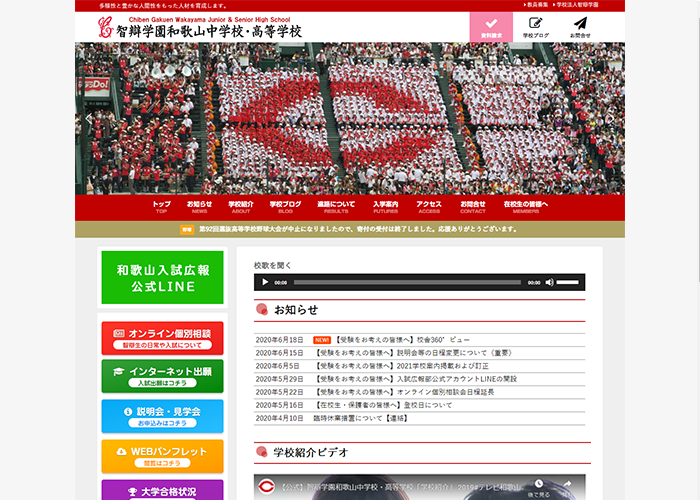 多様性と豊かな人間性をもった人材を育成します。
教員募集 学校法人智辯学園
Chiben Gakuen Wakayama Junior & Senior High School
智辯学園和歌山中学校・高等学校
資料請求 学校ブログ お問合せ
トップ お知らせ 学校紹介 学校ブログ 進路について 入学案内 アクセス お問合せ 在校生の皆様へ
TOP NEWS ABOUT BLOG RESULTS FUTURES ACCESS CONTACT MEMBERS
第92回選抜高等学校野球大会が中止になりましたので、寄付の受付は終了しました。応援ありがとうございます。
和歌山入試広報
公式LINE
校歌を聞く
00:00 00:00
お知らせ
オンライン個別相談
智辯生の日常や入試について
インターネット出願
入試出願はコチラ
説明会・見学会
お申込みはコチラ
WEBパンフレット
閲覧はコチラ
大学合格状況
2020年6月18日 NEW! 【受験をお考えの皆様へ】校舎360°ビュー
2020年6月15日 【受験をお考えの皆様へ】説明会等の日程変更について（重要）
2020年6月5日 【受験をお考えの皆様へ】2021学校案内掲載および訂正
2020年5月29日 【受験をお考えの皆様へ】入試広報部公式アカウントLINEの開設
2020年5月22日 【受験をお考えの皆様へ】オンライン個別相談会日程延長
2020年5月16日 【在校生・保護者の皆様へ】登校日について
2020年4月10日 臨時休業措置について【連絡】
学校紹介ビデオ
【公式】智辯学園和歌山中学校・高等学校「学校紹介」:2019#テレビ和歌山
後で見る